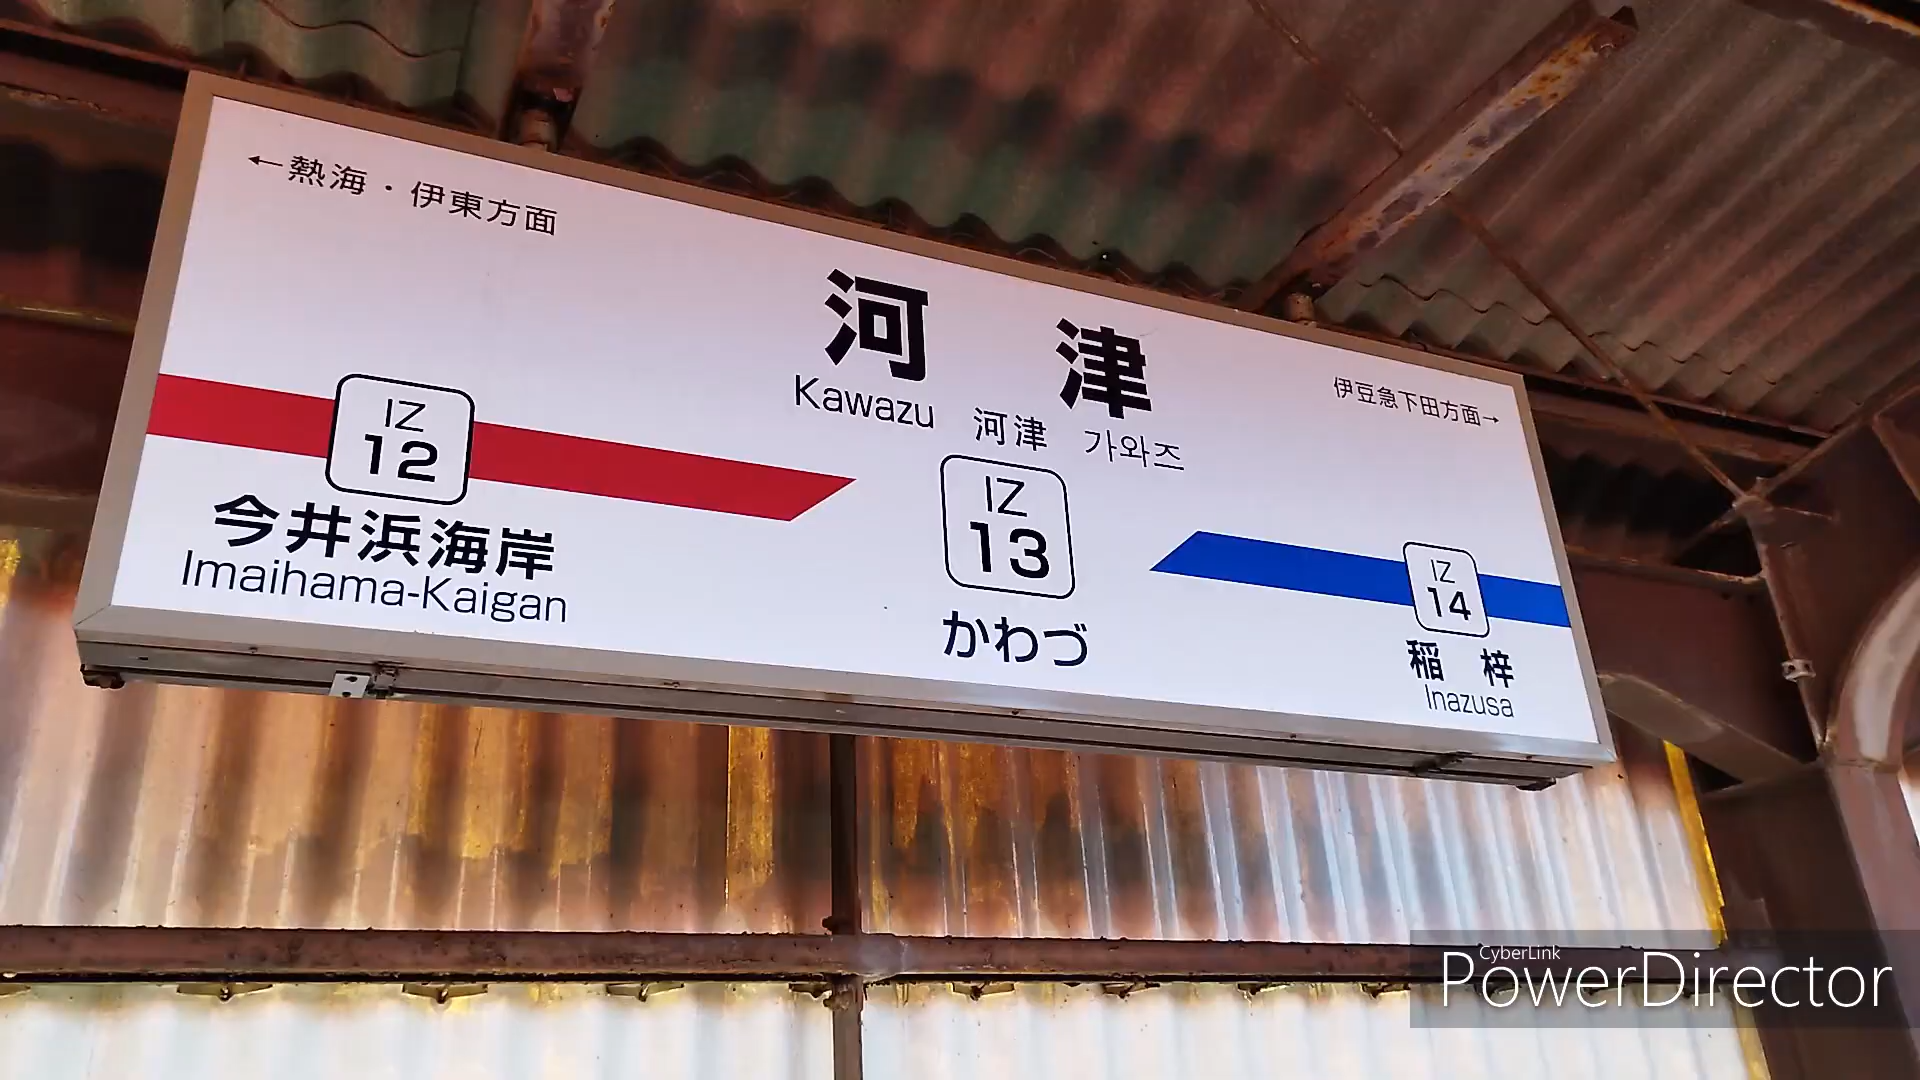 ←熱海・伊東方面
河 津
Kawazu 河津 가와즈
伊豆急下田方面→
IZ
12
今井浜海岸
Imaihama-Kaigan
IZ
13
かわづ
IZ
14
稲 梓
Inazusa
CyberLink
PowerDirector